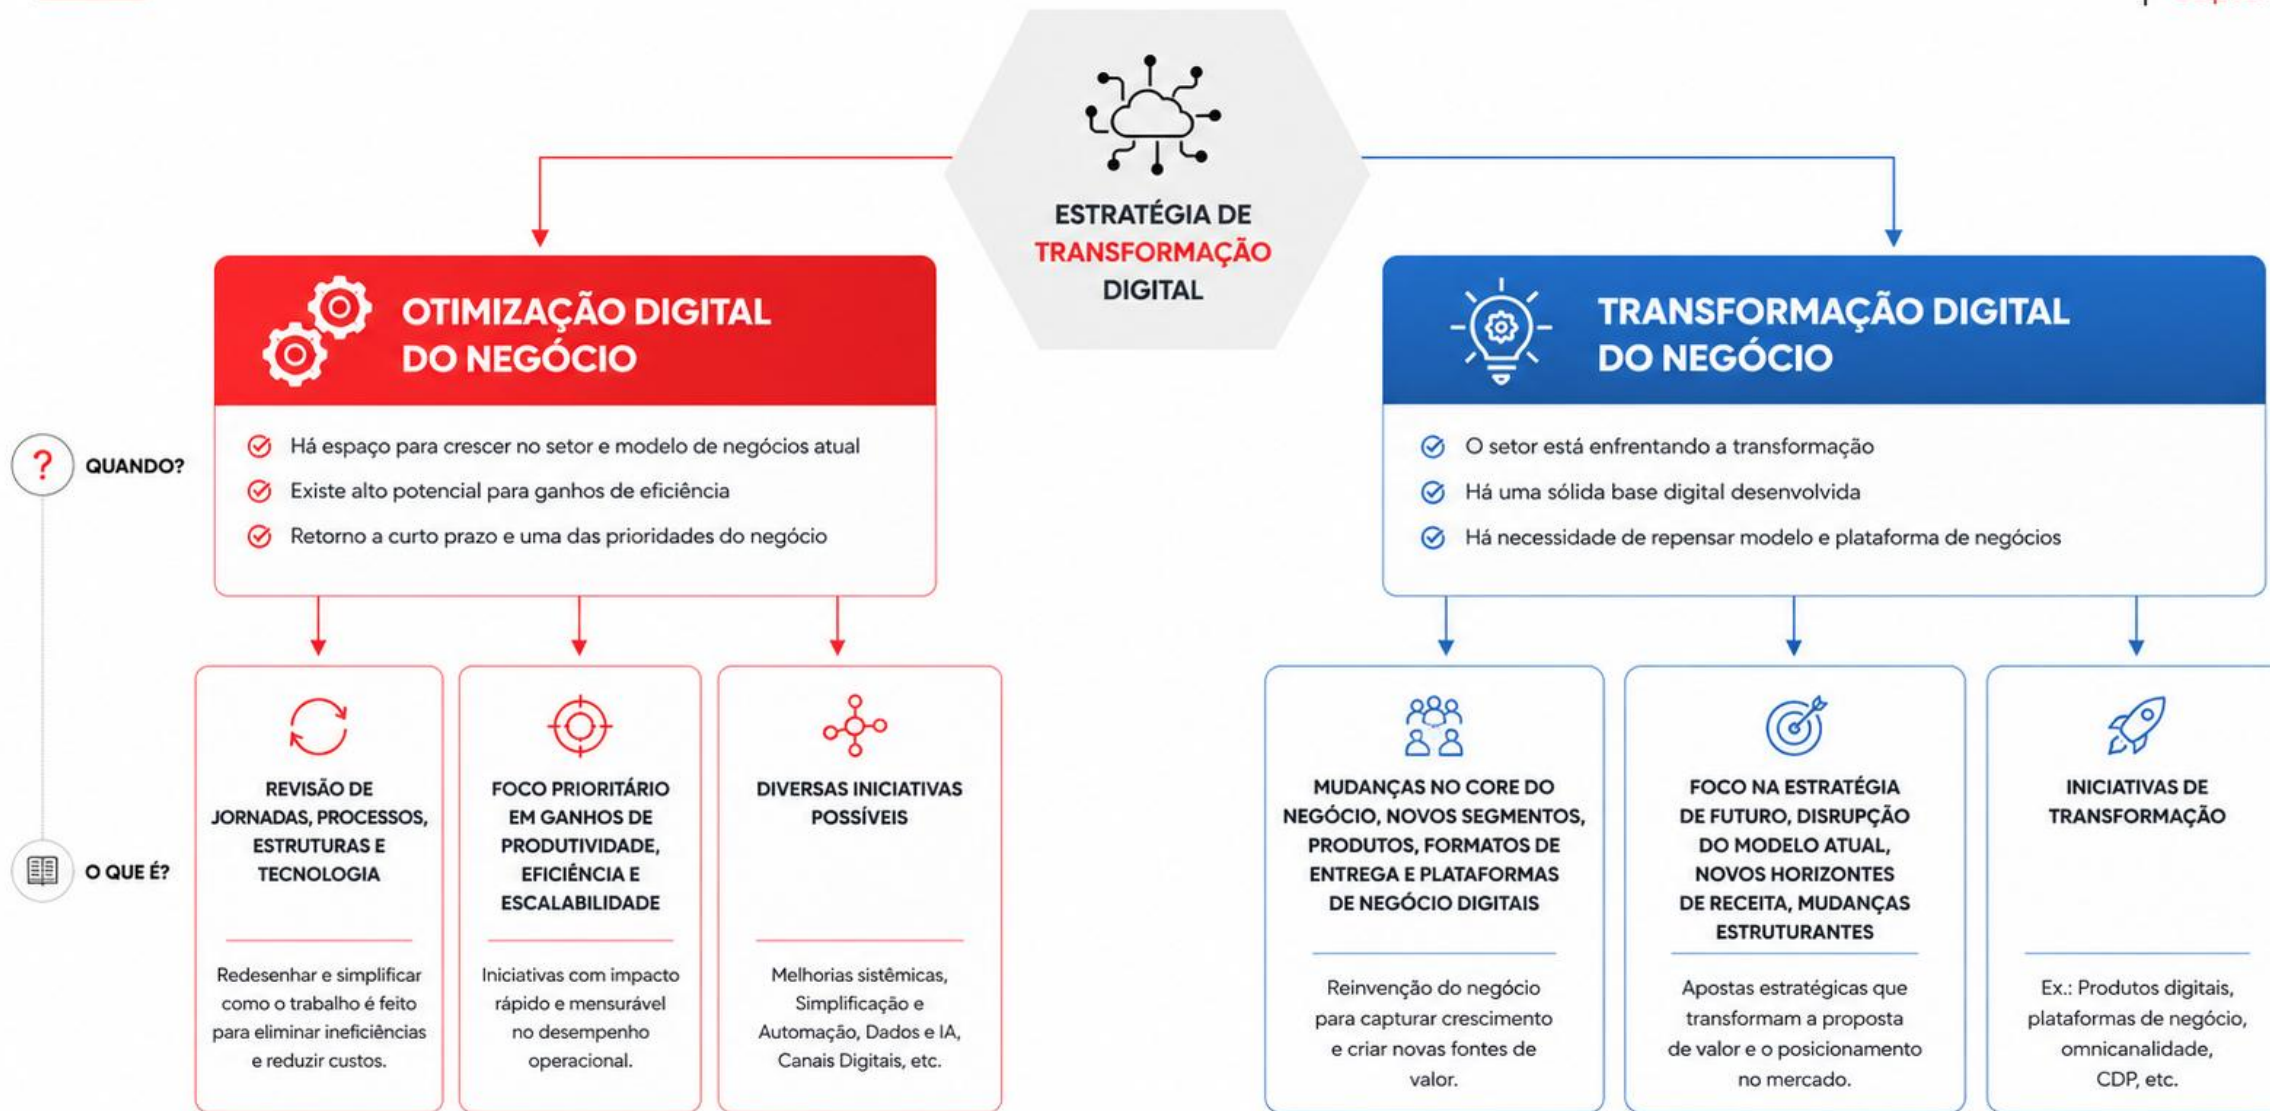 ESTRATÉGIA DE
TRANSFORMAÇÃO
DIGITAL
OTIMIZAÇÃO DIGITAL
DO NEGÓCIO
TRANSFORMAÇÃO DIGITAL
DO NEGÓCIO
?
QUANDO?
Há espaço para crescer no setor e modelo de negócios atual
Existe alto potencial para ganhos de eficiência
Retorno a curto prazo e uma das prioridades do negócio
O setor está enfrentando a transformação
Há uma sólida base digital desenvolvida
Há necessidade de repensar modelo e plataforma de negócios
O QUE É?
REVISÃO DE
JORNADAS, PROCESSOS,
ESTRUTURAS E
TECNOLOGIA
Redesenhar e simplificar
como o trabalho é feito
para eliminar ineficiências
e reduzir custos.
FOCO PRIORITÁRIO
EM GANHOS DE
PRODUTIVIDADE,
EFICIÊNCIA E
ESCALABILIDADE
Iniciativas com impacto
rápido e mensurável
no desempenho
operacional.
DIVERSAS INICIATIVAS
POSSÍVEIS
Melhorias sistêmicas,
Simplificação e
Automação, Dados e IA,
Canais Digitais, etc.
MUDANÇAS NO CORE DO
NEGÓCIO, NOVOS SEGMENTOS,
PRODUTOS, FORMATOS DE
ENTREGA E PLATAFORMAS
DE NEGÓCIO DIGITAIS
Reinvenção do negócio
para capturar crescimento
e criar novas fontes de
valor.
FOCO NA ESTRATÉGIA
DE FUTURO, DISRUPÇÃO
DO MODELO ATUAL,
NOVOS HORIZONTES
DE RECEITA, MUDANÇAS
ESTRUTURANTES
Apostas estratégicas que
transformam a proposta
de valor e o posicionamento
no mercado.
INICIATIVAS DE
TRANSFORMAÇÃO
Ex.: Produtos digitais,
plataformas de negócio,
omnicanalidade,
CDP, etc.